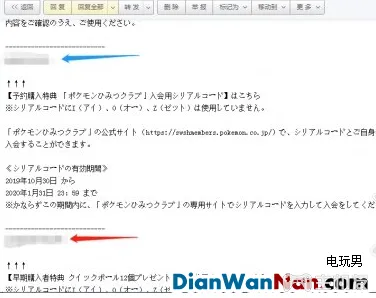 返回 回复 回复全部 转发 删除 举报 标记为 移动到 更多
内容をご確認のうえ、ご使用ください。
----------------------------
↑↑↑
【予約購入特典 「ポケモンひみつクラブ」入会用シリアルコード】はこちら
※シリアルコードにI(アイ)、O(オー)、Z(ゼット)は使用していません。
「ポケモンひみつクラブ」の公式サイト(https://swshmembers.pokemon.co.jp/)で、シリアルコードとご自身
入会することができます。
≪シリアルコードの有効期間≫
2019年10月30日 から
2020年1月31日 23:59 まで
※かならずこの期間内に、「ポケモンひみつクラブ」の専用サイトでシリアルコードを入力して入会をしてくだ
----------------------------
↑↑↑
电玩男
【早期購入者特典 クイックボール12個プレゼント
DianWanNan.com
※シリアルコードにI(アイ)、O(オー)、Z(ゼット)